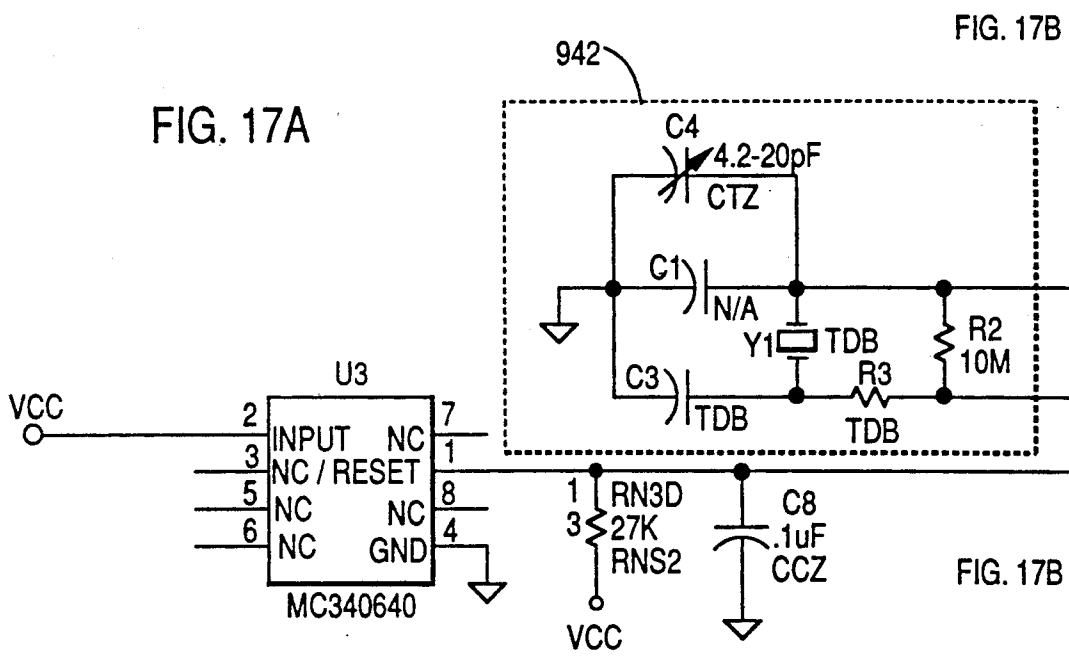 FIG. 17B
942
FIG. 17A
C4
4.2-20pF
CTZ
C1
N/A
Y1
TDB
R2
10M
C3
TDB
R3
TDB
U3
VCC
2
INPUT
NC
7
3
NC / RESET
1
5
NC
NC
8
6
NC
GND
4
MC340640
1
3
RN3D
27K
RNS2
VCC
C8
.1uF
CCZ
FIG. 17B